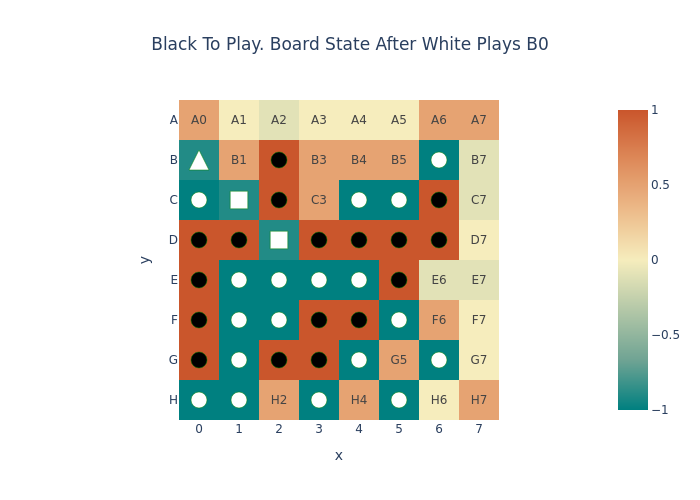 Black To Play. Board State After White Plays B0
A A0 A1 A2 A3 A4 A5 A6 A7
B B1 B3 B4 B5 B7
C C3 C7
D D7
E E6 E7
F F6 F7
G G5 G7
H H2 H4 H6 H7
0 1 2 3 4 5 6 7
x
y
1
0.5
0
−0.5
−1